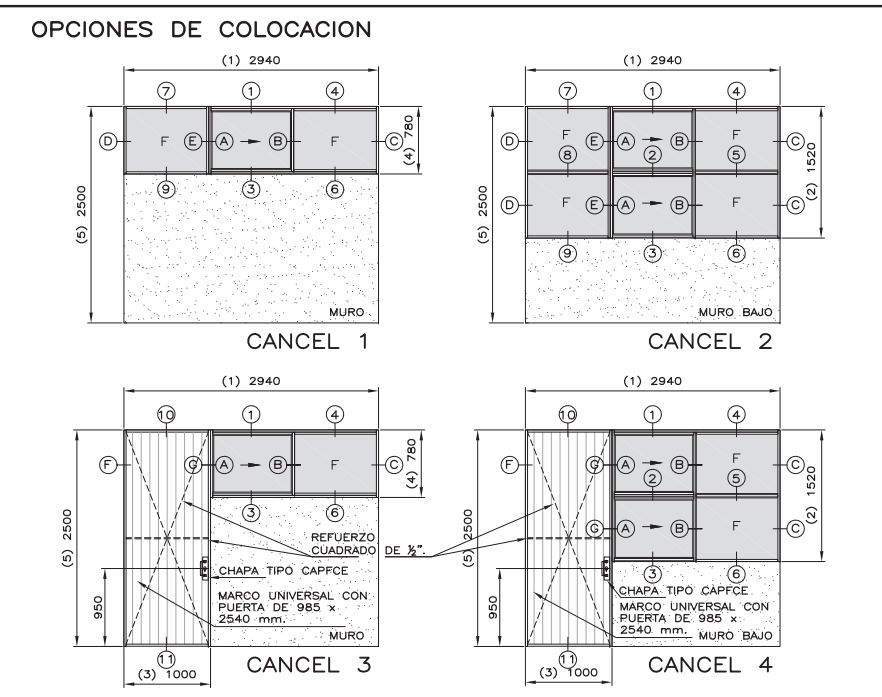 OPCIONES DE COLOCACION
(1) 2940
7 1 4
D F E A B F C
(4) 780
(5) 2500
9 3 6
MURO
CANCEL 1
(1) 2940
7 1 4
D F E A B F C
8 2 5
D F E A B F C
(2) 1520
(5) 2500
9 3 6
MURO BAJO
CANCEL 2
(1) 2940
10 1 4
F G A B F C
(4) 780
(5) 2500
3 6
REFUERZO
CUADRADO DE ½".
CHAPA TIPO CAPFCE
950
MARCO UNIVERSAL CON
PUERTA DE 985 x
2540 mm.
MURO
11
(3) 1000
CANCEL 3
(1) 2940
10 1 4
F G A B F C
2 5
G A B F C
(2) 1520
(5) 2500
3 6
CHAPA TIPO CAPFCE
950
MARCO UNIVERSAL CON
PUERTA DE 985 x
2540 mm.
MURO BAJO
11
(3) 1000
CANCEL 4